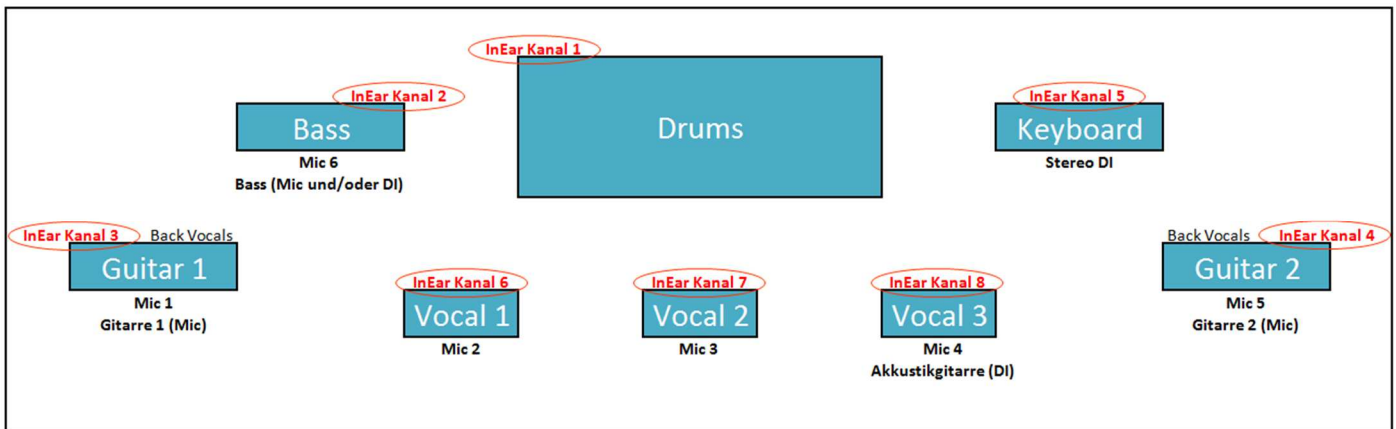 InEar Kanal 1
InEar Kanal 2
InEar Kanal 5
Bass
Drums
Keyboard
Mic 6
Stereo DI
Bass (Mic und/oder DI)
InEar Kanal 3
Back Vocals
Back Vocals
InEar Kanal 4
Guitar 1
Guitar 2
InEar Kanal 6
InEar Kanal 7
InEar Kanal 8
Mic 1
Mic 5
Gitarre 1 (Mic)
Vocal 1
Vocal 2
Vocal 3
Gitarre 2 (Mic)
Mic 2
Mic 3
Mic 4
Akkustikgitarre (DI)